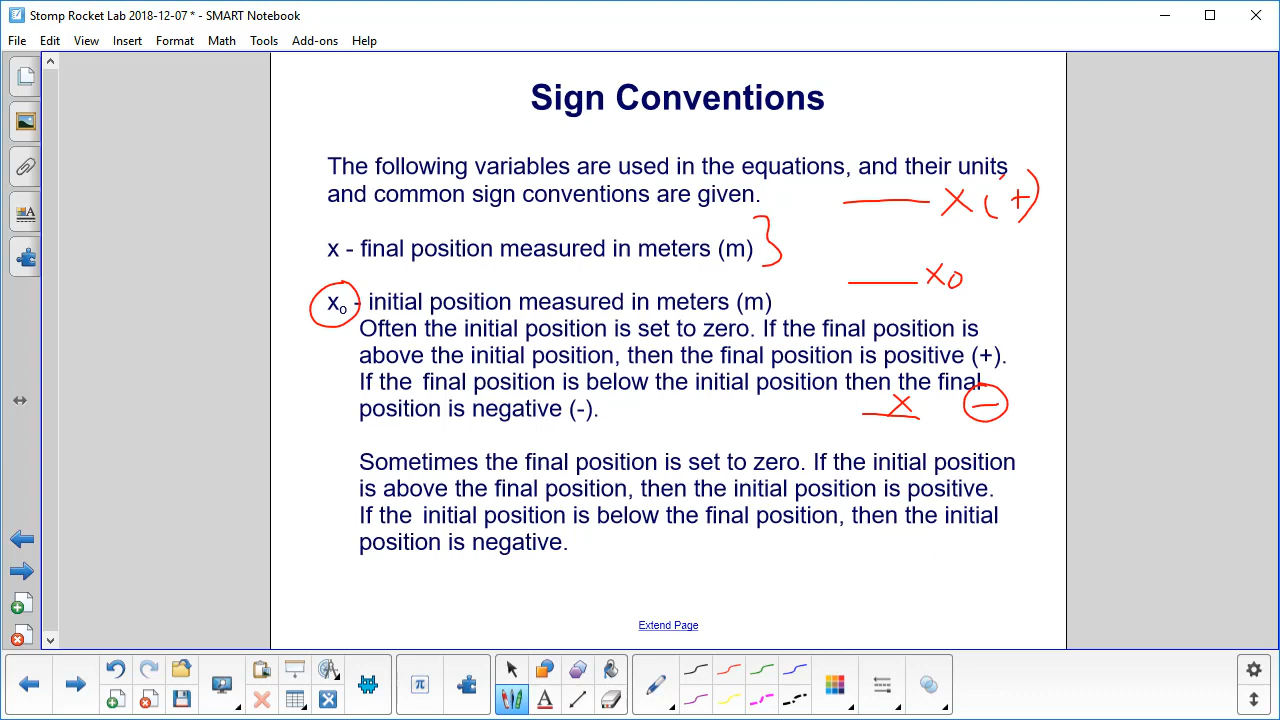 Stomp Rocket Lab 2018-12-07 * - SMART Notebook
File Edit View Insert Format Math Tools Add-ons Help
Sign Conventions
The following variables are used in the equations, and their units
and common sign conventions are given.
x (+)
x - final position measured in meters (m) }
x₀
x₀ - initial position measured in meters (m)
Often the initial position is set to zero. If the final position is
above the initial position, then the final position is positive (+).
If the final position is below the initial position then the final
x −
position is negative (-).
Sometimes the final position is set to zero. If the initial position
is above the final position, then the initial position is positive.
If the initial position is below the final position, then the initial
position is negative.
Extend Page
π
A